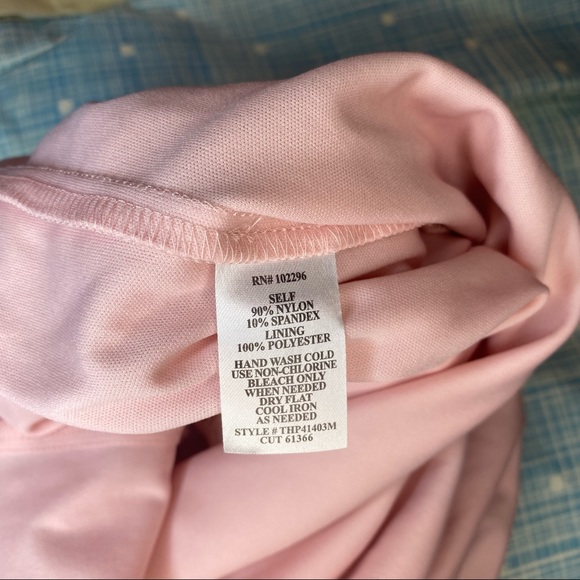 RN# 102296
SELF
90% NYLON
10% SPANDEX
LINING
100% POLYESTER
HAND WASH COLD
USE NON-CHLORINE
BLEACH ONLY
WHEN NEEDED
DRY FLAT
COOL IRON
AS NEEDED
STYLE # THP41403M
CUT 61366